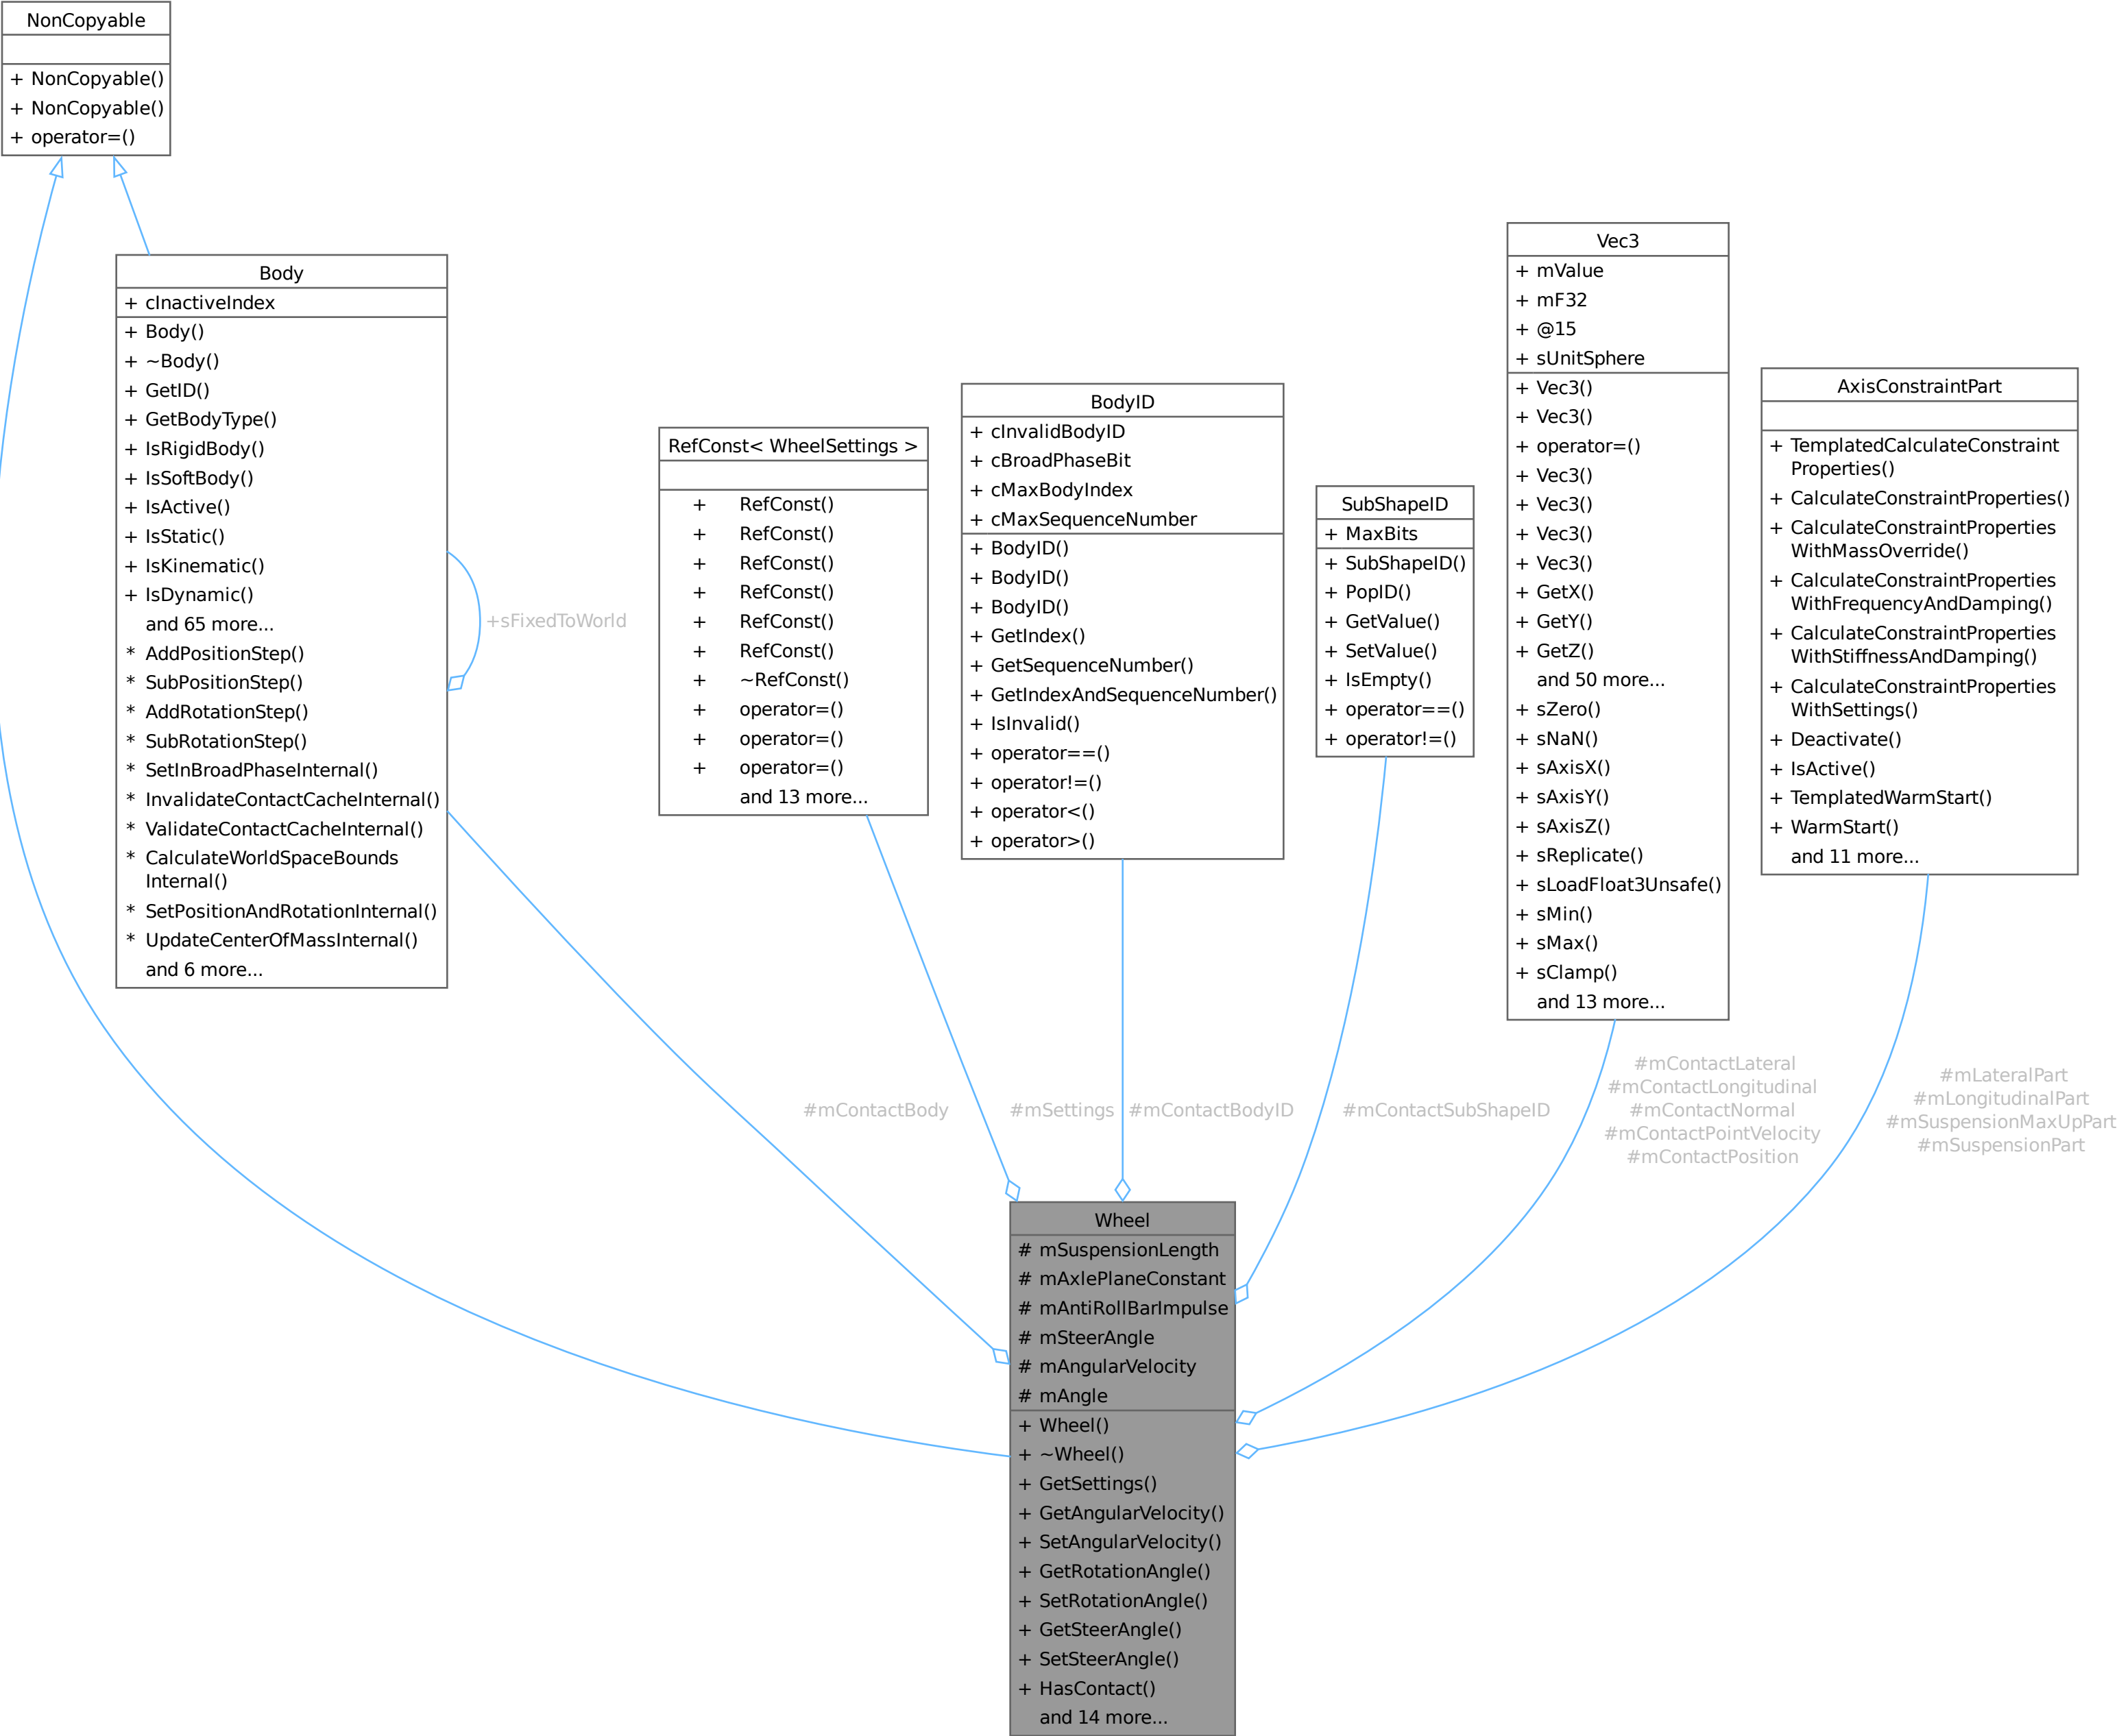 NonCopyable
+ NonCopyable()
+ NonCopyable()
+ operator=()
Body
+ cInactiveIndex
+ Body()
+ ~Body()
+ GetID()
+ GetBodyType()
+ IsRigidBody()
+ IsSoftBody()
+ IsActive()
+ IsStatic()
+ IsKinematic()
+ IsDynamic()
and 65 more...
* AddPositionStep()
* SubPositionStep()
* AddRotationStep()
* SubRotationStep()
* SetInBroadPhaseInternal()
* InvalidateContactCacheInternal()
* ValidateContactCacheInternal()
* CalculateWorldSpaceBounds
Internal()
* SetPositionAndRotationInternal()
* UpdateCenterOfMassInternal()
and 6 more...
+sFixedToWorld
RefConst< WheelSettings >
+ RefConst()
+ RefConst()
+ RefConst()
+ RefConst()
+ RefConst()
+ RefConst()
+ ~RefConst()
+ operator=()
+ operator=()
+ operator=()
and 13 more...
BodyID
+ cInvalidBodyID
+ cBroadPhaseBit
+ cMaxBodyIndex
+ cMaxSequenceNumber
+ BodyID()
+ BodyID()
+ BodyID()
+ GetIndex()
+ GetSequenceNumber()
+ GetIndexAndSequenceNumber()
+ IsInvalid()
+ operator==()
+ operator!=()
+ operator<()
+ operator>()
SubShapeID
+ MaxBits
+ SubShapeID()
+ PopID()
+ GetValue()
+ SetValue()
+ IsEmpty()
+ operator==()
+ operator!=()
Vec3
+ mValue
+ mF32
+ @15
+ sUnitSphere
+ Vec3()
+ Vec3()
+ operator=()
+ Vec3()
+ Vec3()
+ Vec3()
+ Vec3()
+ GetX()
+ GetY()
+ GetZ()
and 50 more...
+ sZero()
+ sNaN()
+ sAxisX()
+ sAxisY()
+ sAxisZ()
+ sReplicate()
+ sLoadFloat3Unsafe()
+ sMin()
+ sMax()
+ sClamp()
and 13 more...
AxisConstraintPart
+ TemplatedCalculateConstraint
Properties()
+ CalculateConstraintProperties()
+ CalculateConstraintProperties
WithMassOverride()
+ CalculateConstraintProperties
WithFrequencyAndDamping()
+ CalculateConstraintProperties
WithStiffnessAndDamping()
+ CalculateConstraintProperties
WithSettings()
+ Deactivate()
+ IsActive()
+ TemplatedWarmStart()
+ WarmStart()
and 11 more...
#mContactBody
#mSettings
#mContactBodyID
#mContactSubShapeID
#mContactLateral
#mContactLongitudinal
#mContactNormal
#mContactPointVelocity
#mContactPosition
#mLateralPart
#mLongitudinalPart
#mSuspensionMaxUpPart
#mSuspensionPart
Wheel
# mSuspensionLength
# mAxlePlaneConstant
# mAntiRollBarImpulse
# mSteerAngle
# mAngularVelocity
# mAngle
+ Wheel()
+ ~Wheel()
+ GetSettings()
+ GetAngularVelocity()
+ SetAngularVelocity()
+ GetRotationAngle()
+ SetRotationAngle()
+ GetSteerAngle()
+ SetSteerAngle()
+ HasContact()
and 14 more...